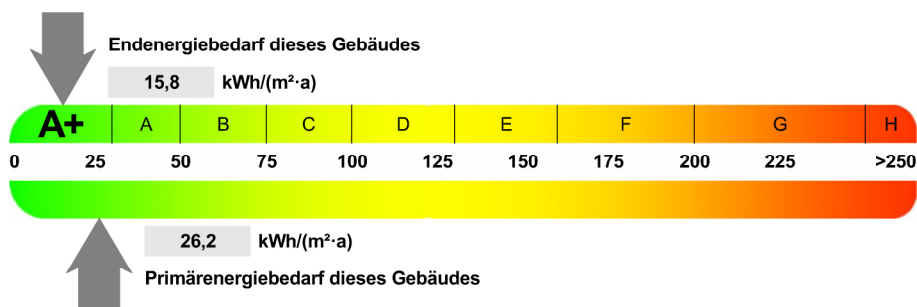 Endenergiebedarf dieses Gebäudes
15,8 kWh/(m²·a)
A+ A B C D E F G H
0 25 50 75 100 125 150 175 200 225 >250
26,2 kWh/(m²·a)
Primärenergiebedarf dieses Gebäudes